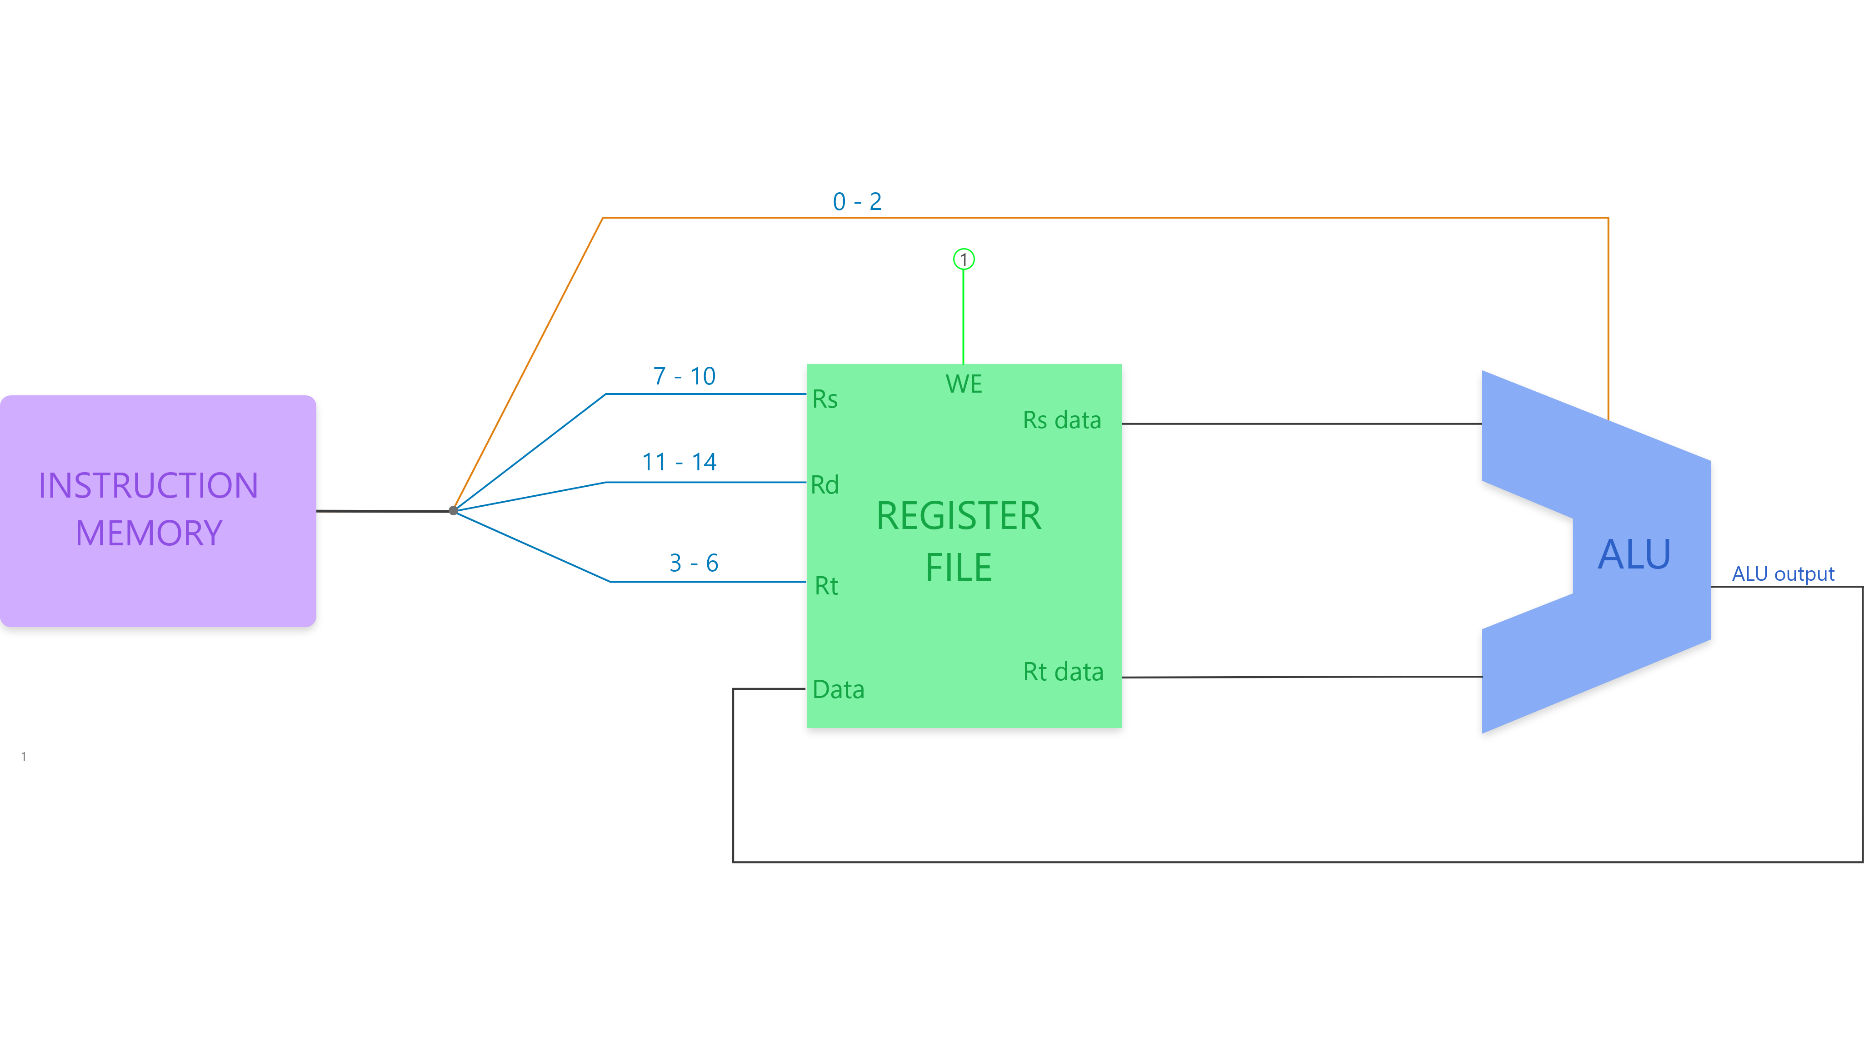 0 - 2
1
7 - 10
WE
Rs
Rs data
11 - 14
INSTRUCTION
MEMORY
Rd
REGISTER
FILE
ALU
3 - 6
Rt
ALU output
Rt data
Data
1